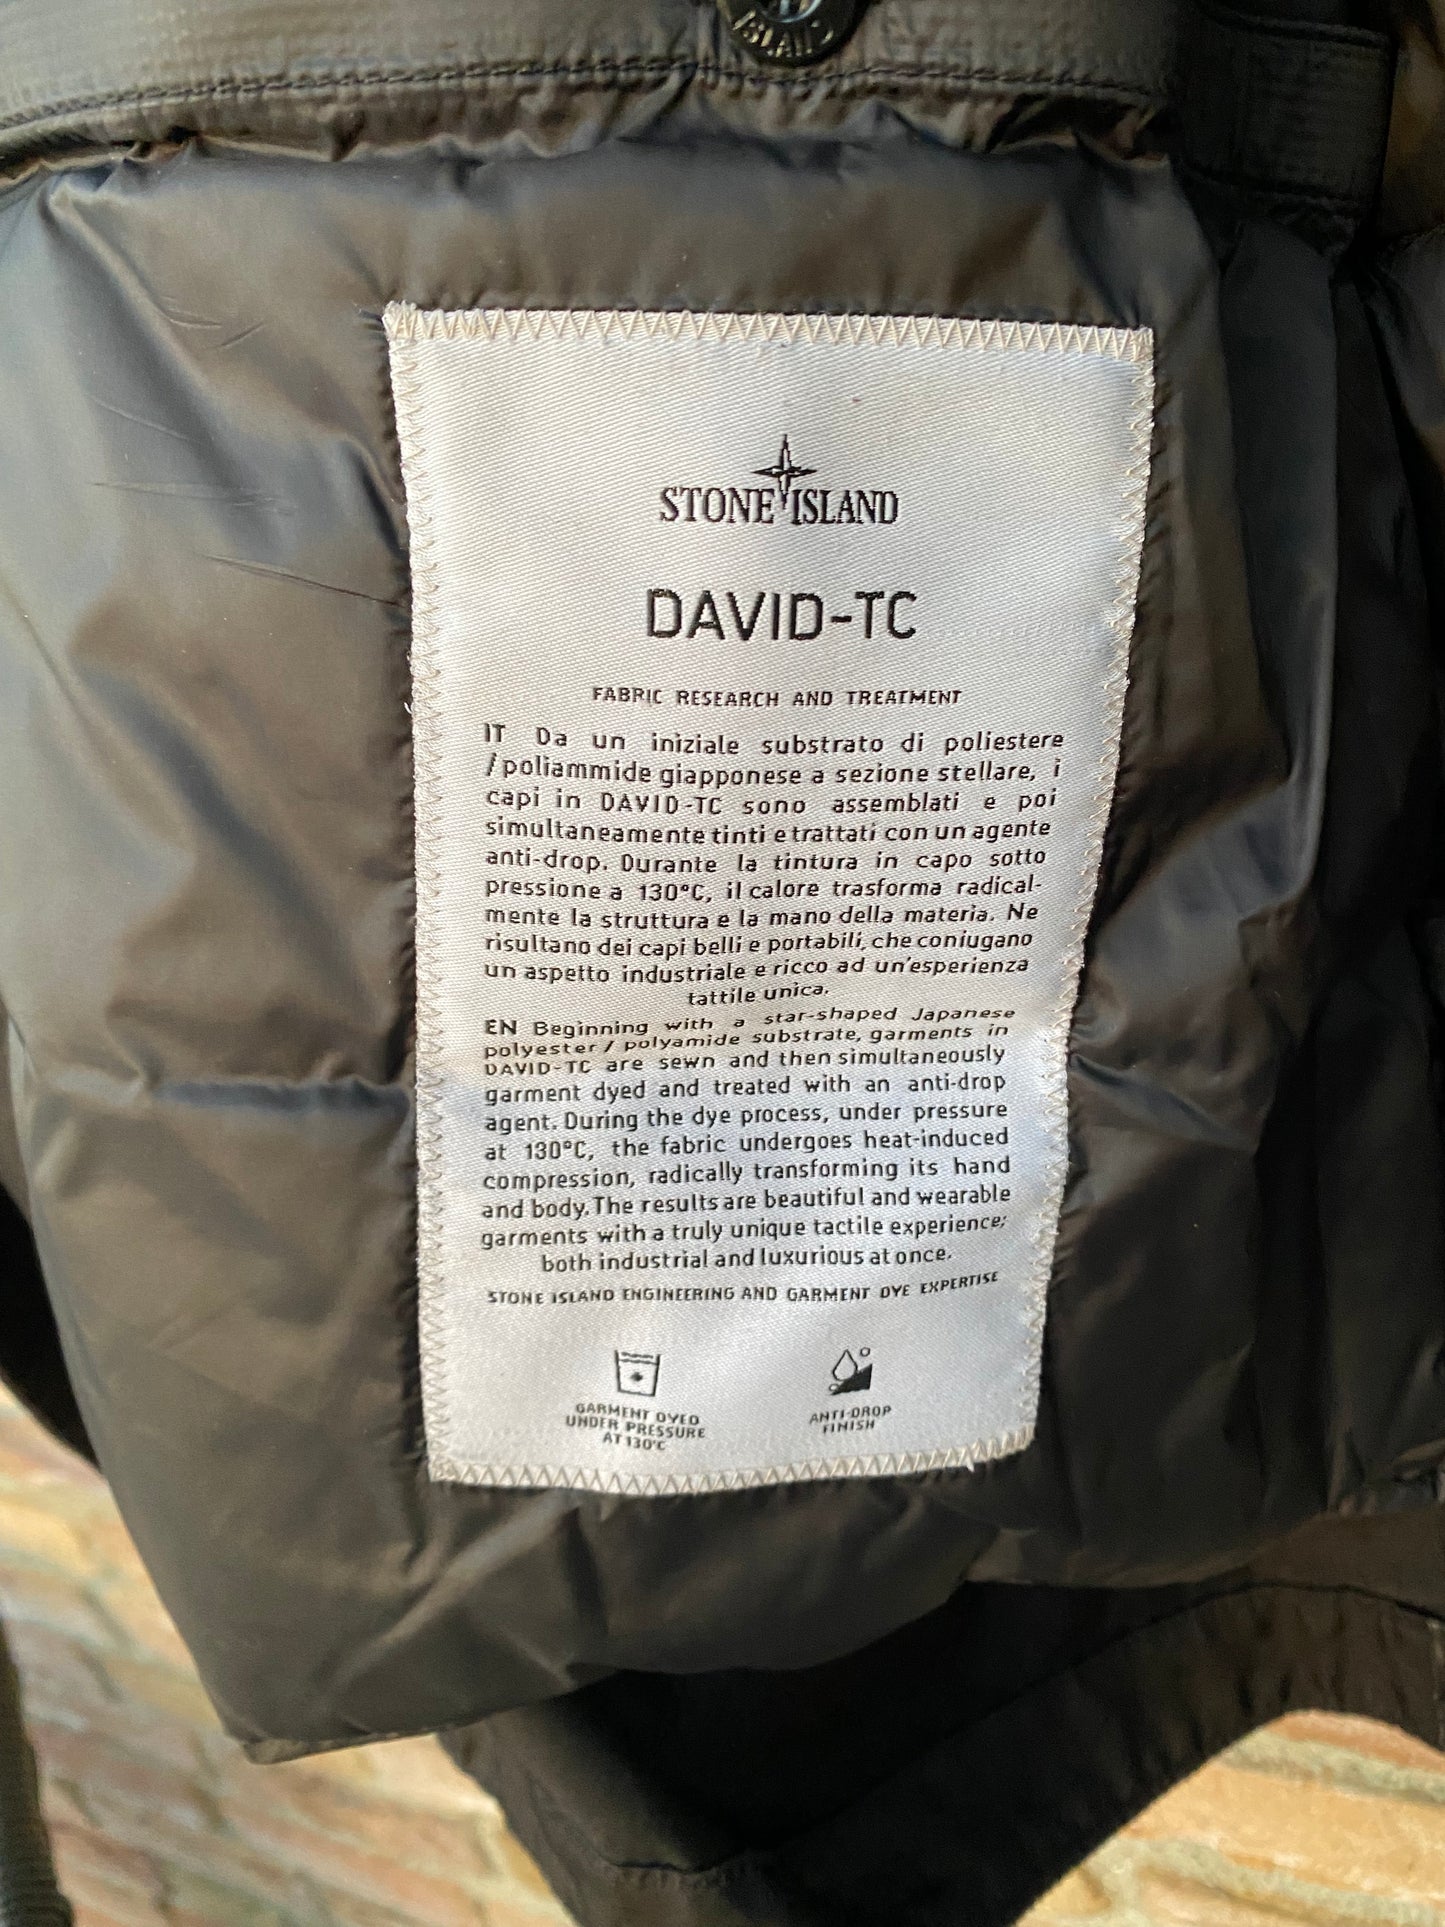 ISLAND
STONE ISLAND
DAVID-TC
FABRIC RESEARCH AND TREATMENT
IT Da un iniziale substrato di poliestere
/poliammide giapponese a sezione stellare, i
capi in DAVID-TC sono assemblati e poi
simultaneamente tinti e trattati con un agente
anti-drop. Durante la tintura in capo sotto
pressione a 130°C, il calore trasforma radical-
mente la struttura e la mano della materia. Ne
risultano dei capi belli e portabili, che coniugano
un aspetto industriale e ricco ad un'esperienza
tattile unica.
EN Beginning with a star-shaped Japanese
polyester / polyamide substrate, garments in
DAVID-TC are sewn and then simultaneously
garment dyed and treated with an anti-drop
agent. During the dye process, under pressure
at 130°C, the fabric undergoes heat-induced
compression, radically transforming its hand
and body. The results are beautiful and wearable
garments with a truly unique tactile experience;
both industrial and luxurious at once.
STONE ISLAND ENGINEERING AND GARMENT DYE EXPERTISE
GARMENT DYED
UNDER PRESSURE
AT 130°C
ANTI-DROP
FINISH